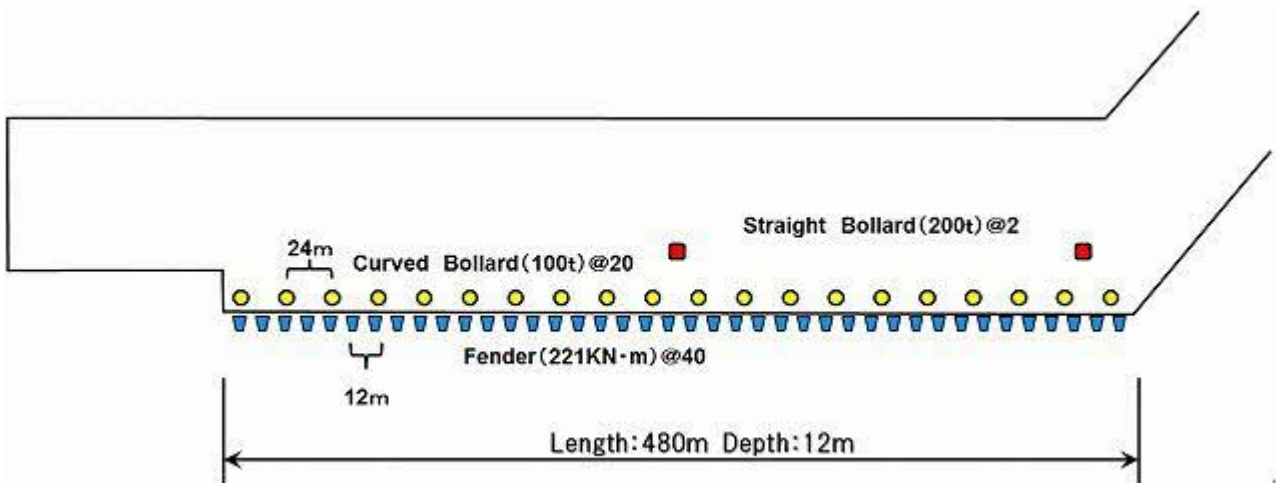 Straight Bollard(200t)@2
24m
Curved Bollard(100t)@20
Fender(221KN·m)@40
12m
Length:480m Depth:12m